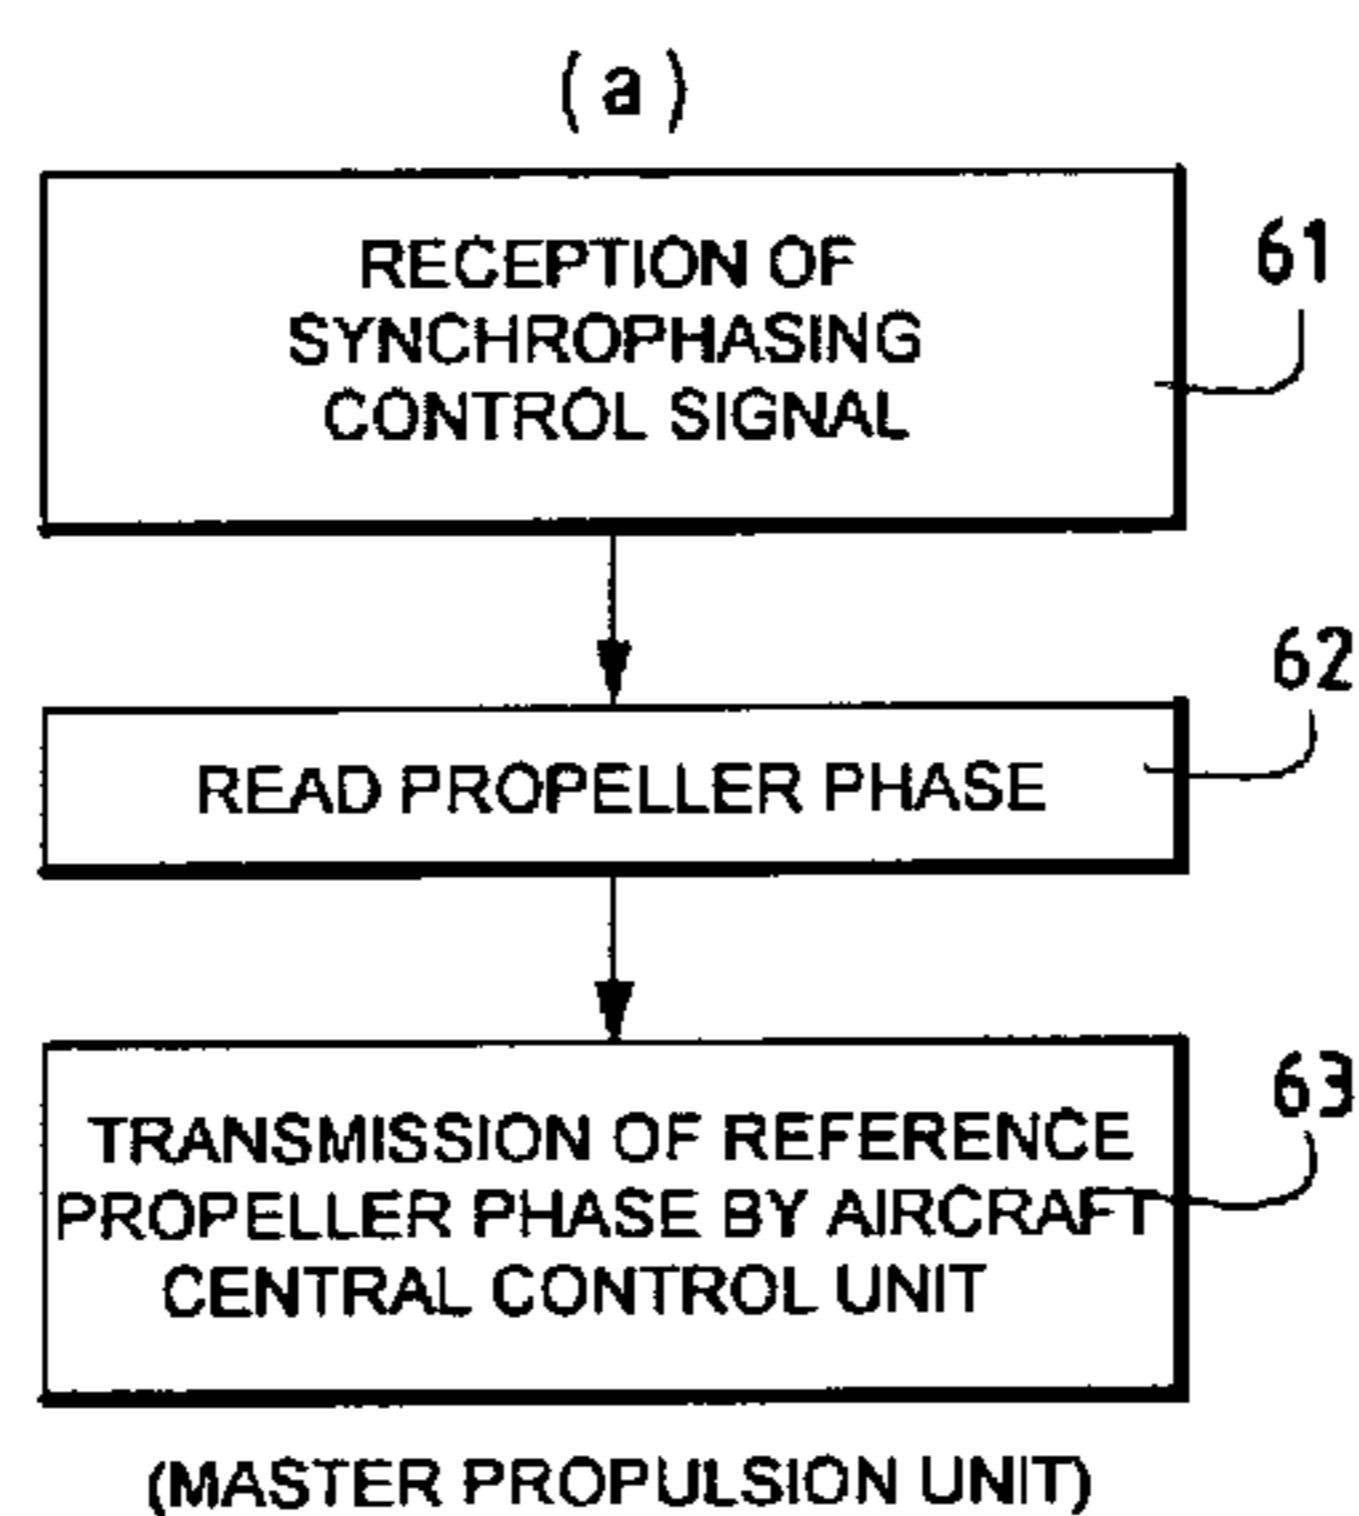 (a)
RECEPTION OF
SYNCHROPHASING
CONTROL SIGNAL
61
READ PROPELLER PHASE
62
TRANSMISSION OF REFERENCE
PROPELLER PHASE BY AIRCRAFT
CENTRAL CONTROL UNIT
63
(MASTER PROPULSION UNIT)